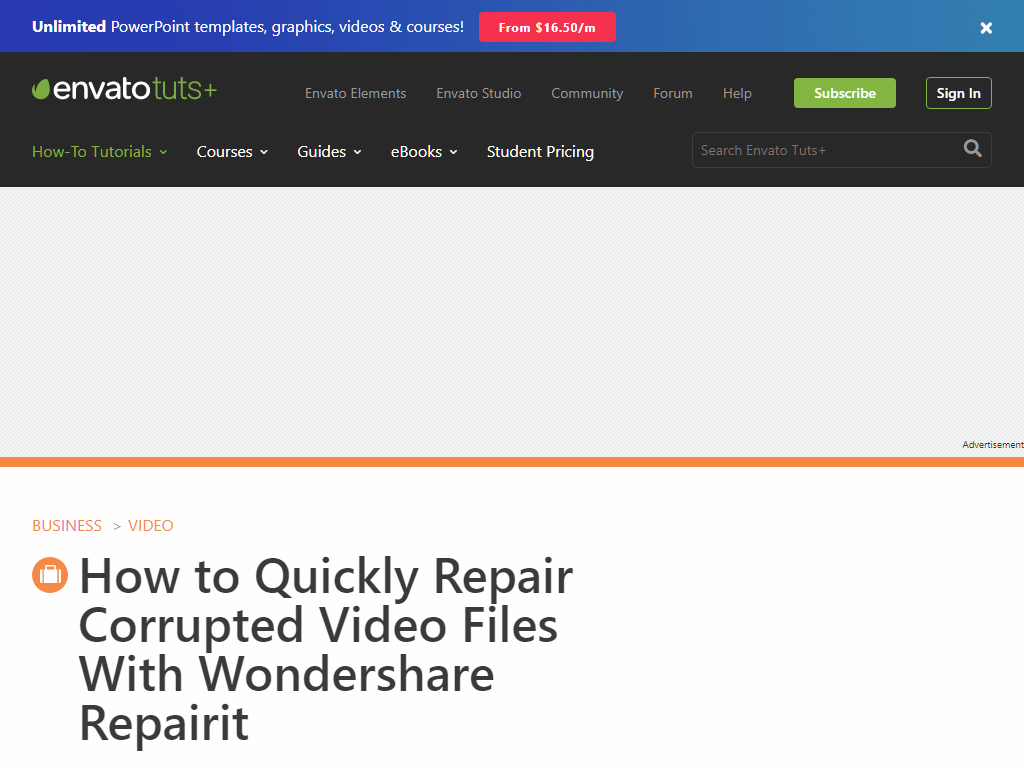 Unlimited PowerPoint templates, graphics, videos & courses! From $16.50/m
envatotuts+ Envato Elements Envato Studio Community Forum Help Subscribe Sign In
How-To Tutorials Courses Guides eBooks Student Pricing Search Envato Tuts+
Advertisement
BUSINESS > VIDEO
How to Quickly Repair
Corrupted Video Files
With Wondershare
Repairit